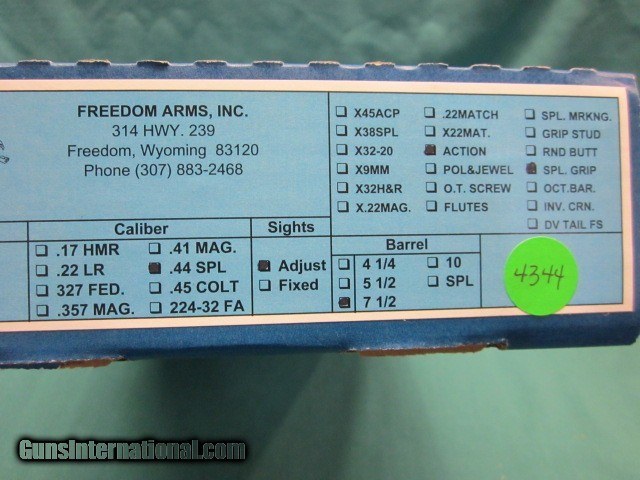 FREEDOM ARMS, INC.
314 HWY. 239
Freedom, Wyoming 83120
Phone (307) 883-2468
X45ACP .22MATCH SPL. MRKNG.
X38SPL X22MAT. GRIP STUD
X32-20 ACTION RND BUTT
X9MM POL&JEWEL SPL. GRIP
X32H&R O.T. SCREW OCT.BAR.
X.22MAG. FLUTES INV. CRN.
DV TAIL FS
Caliber Sights
.17 HMR .41 MAG.
.22 LR .44 SPL Adjust
327 FED. .45 COLT Fixed
.357 MAG. 224-32 FA
Barrel
4 1/4 10
5 1/2 SPL
7 1/2
4344
GunsInternational.com